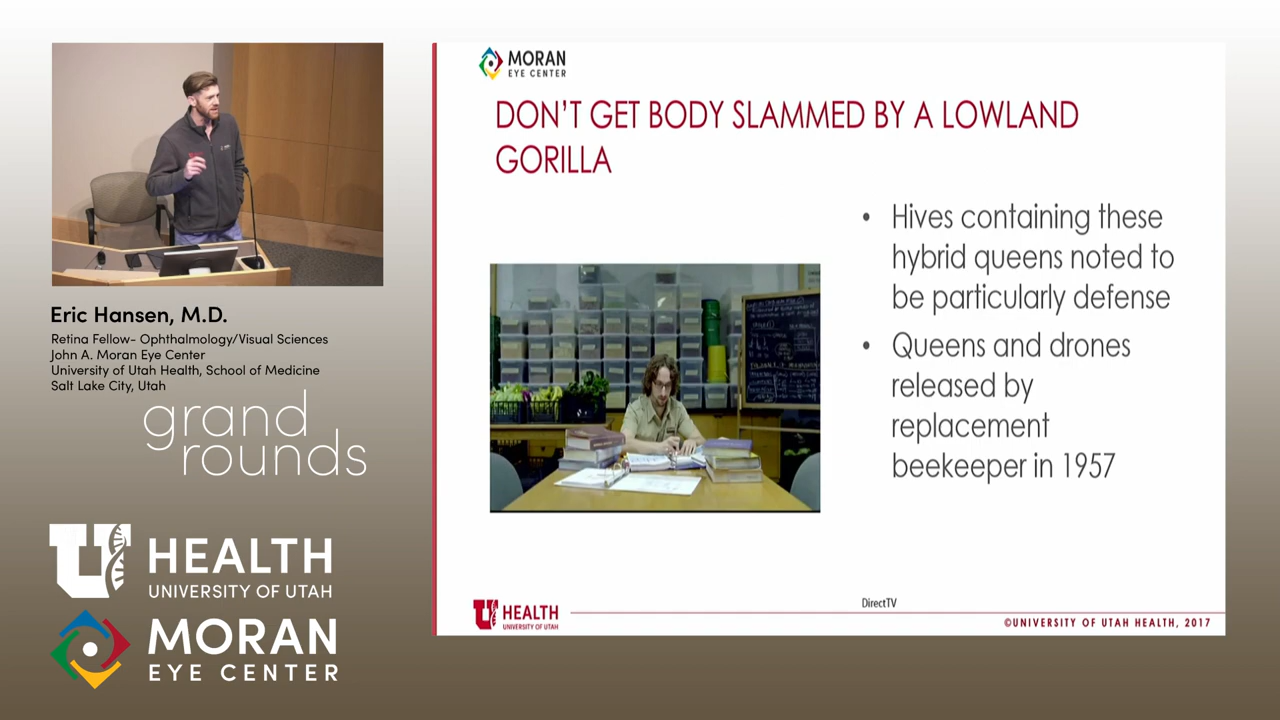 Eric Hansen, M.D.
Retina Fellow- Ophthalmology/Visual Sciences
John A. Moran Eye Center
University of Utah Health, School of Medicine
Salt Lake City, Utah
grand
rounds
U HEALTH
UNIVERSITY OF UTAH
MORAN
EYE CENTER
MORAN
EYE CENTER
DON'T GET BODY SLAMMED BY A LOWLAND
GORILLA
• Hives containing these
hybrid queens noted to
be particularly defense
• Queens and drones
released by
replacement
beekeeper in 1957
DirectTV
U HEALTH
UNIVERSITY OF UTAH
©UNIVERSITY OF UTAH HEALTH, 2017